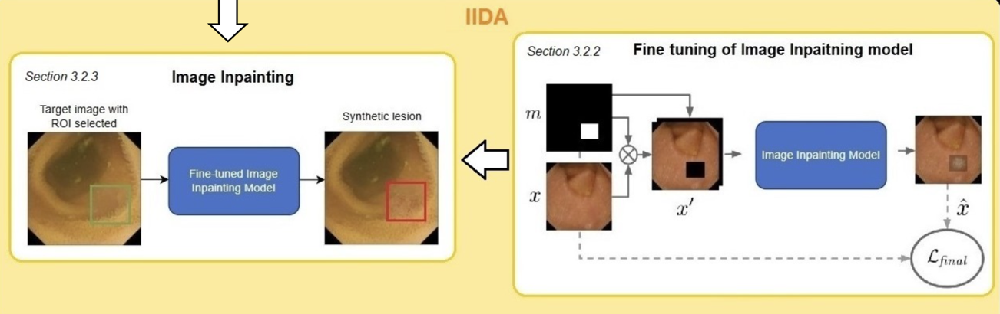 IIDA
Section 3.2.3
Image Inpainting
Target image with
ROI selected
Synthetic lesion
Fine-tuned Image
Inpainting Model
Section 3.2.2
Fine tuning of Image Inpaitning model
m
x
x′
Image Inpainting Model
x̂
ℒfinal